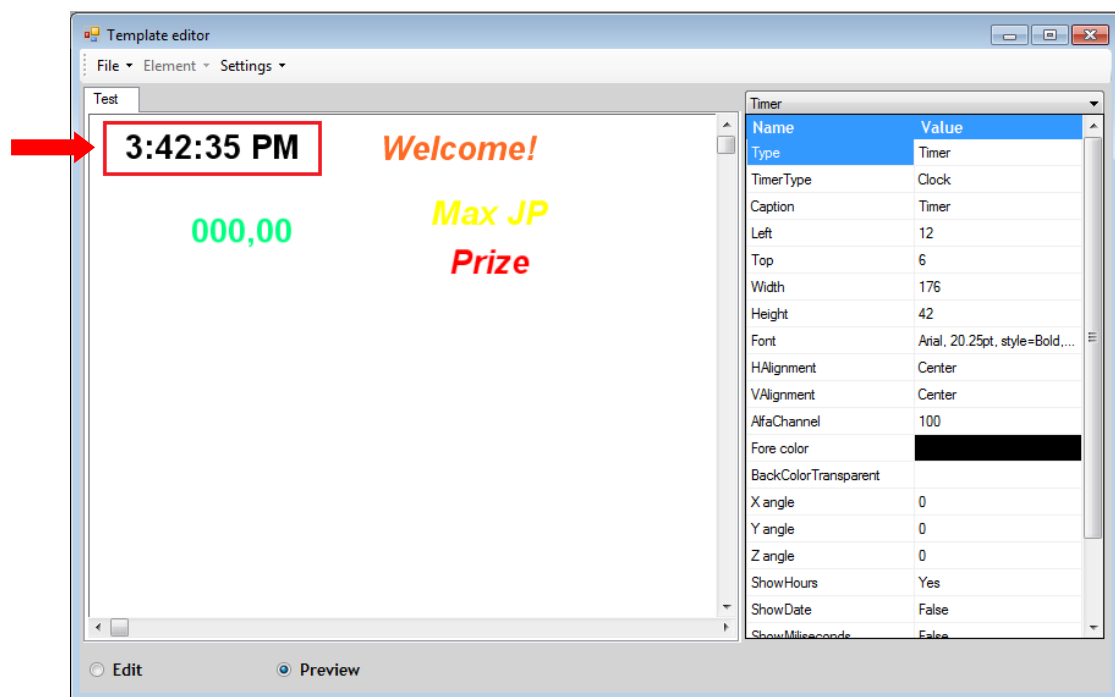 Template editor
File Element Settings
Test
3:42:35 PM Welcome!
Max JP
000,00
Prize
Timer
Name Value
Type Timer
TimerType Clock
Caption Timer
Left 12
Top 6
Width 176
Height 42
Font Arial, 20.25pt, style=Bold,...
HAlignment Center
VAlignment Center
AlfaChannel 100
Fore color
BackColorTransparent
X angle 0
Y angle 0
Z angle 0
ShowHours Yes
ShowDate False
ShowMiliseconds False
Edit Preview